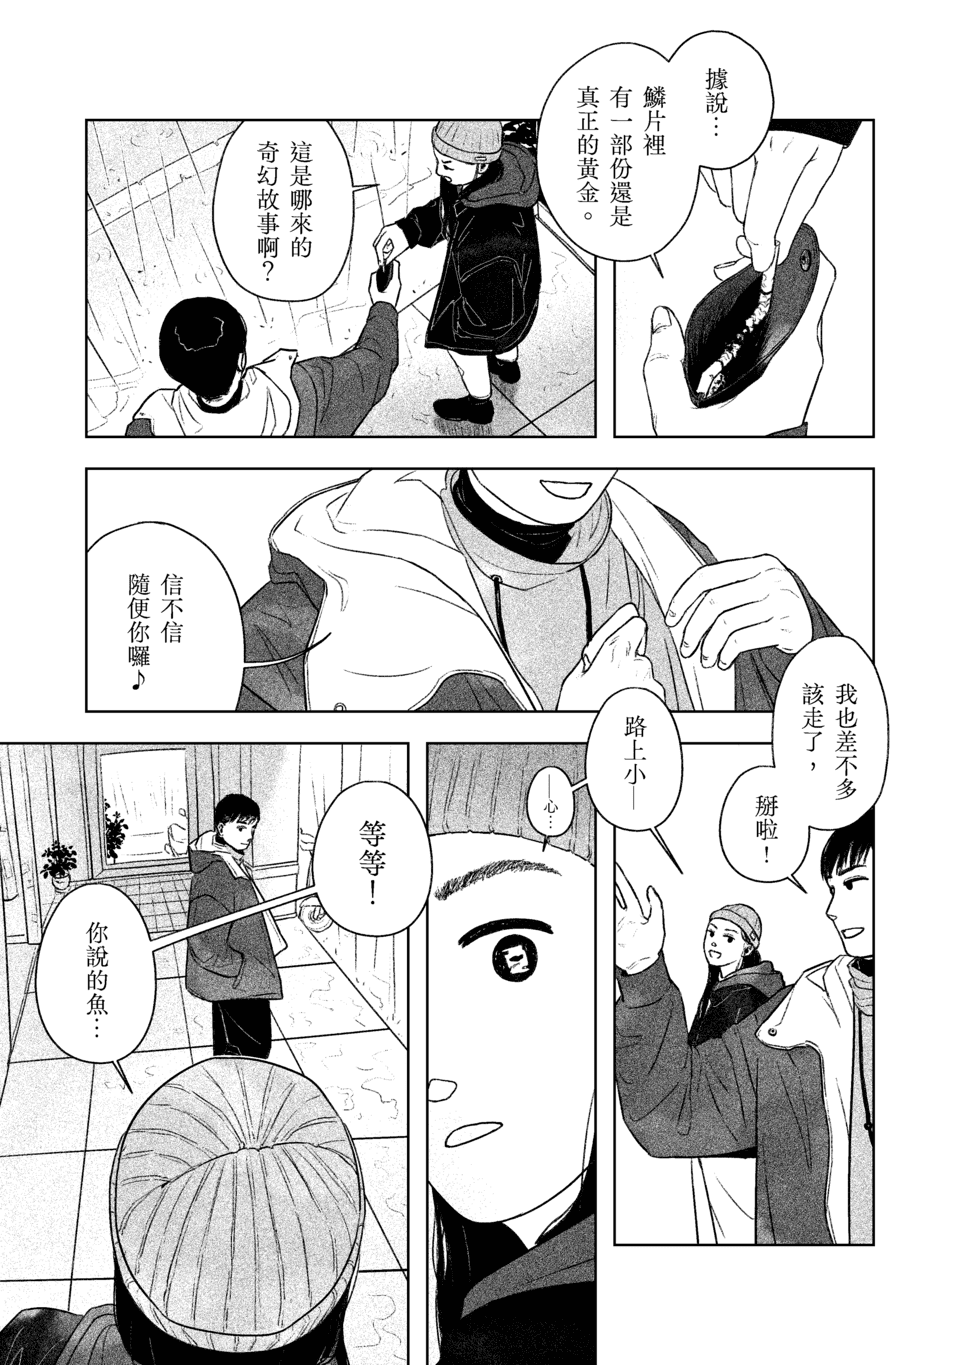 據說…
鱗片裡
有一部份還是
真正的黃金。
這是哪來的
奇幻故事啊？
信不信
隨便你囉♪
我也差不多
該走了，
掰啦！
路上小—
—心…
等等！
你說的魚…